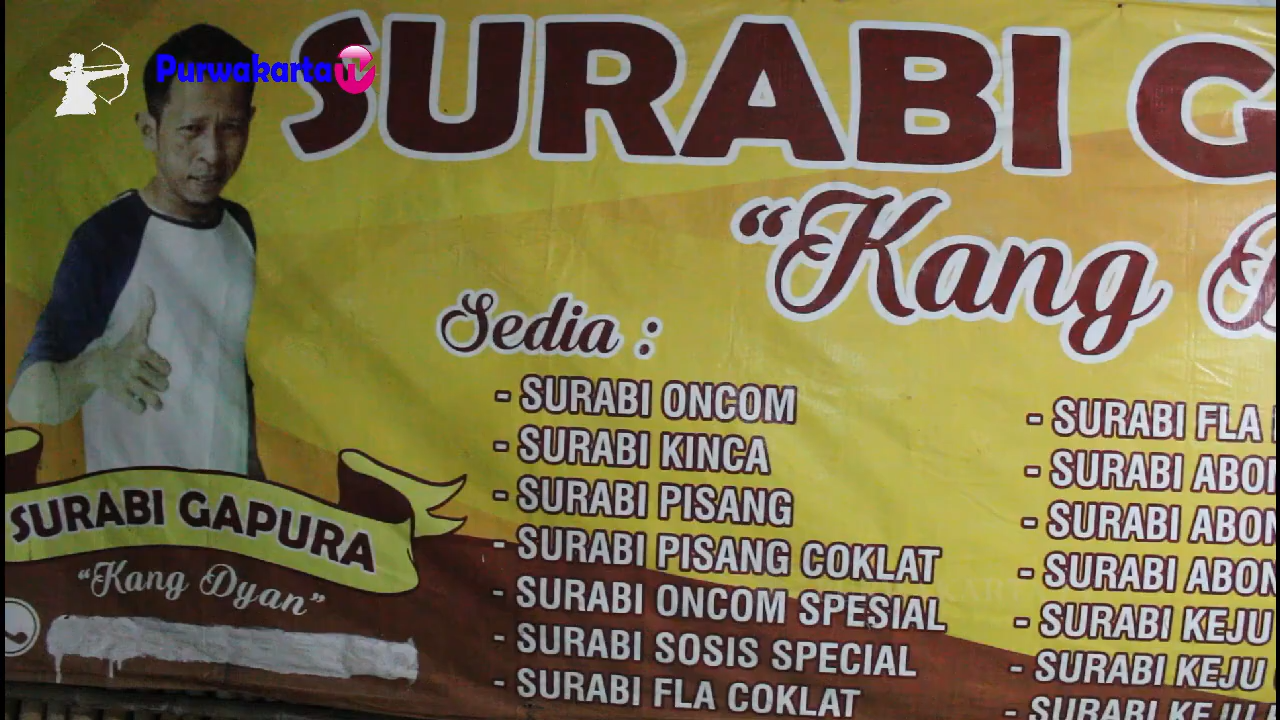 PurwakartaTV
SURABI G
"Kang
Sedia :
- SURABI ONCOM
- SURABI KINCA
- SURABI PISANG
- SURABI PISANG COKLAT
- SURABI ONCOM SPESIAL
- SURABI SOSIS SPECIAL
- SURABI FLA COKLAT
- SURABI FLA
- SURABI ABON
- SURABI ABON
- SURABI ABON
- SURABI KEJU
- SURABI KEJU
- SURABI KEJU
SURABI GAPURA
"Kang Dyan"